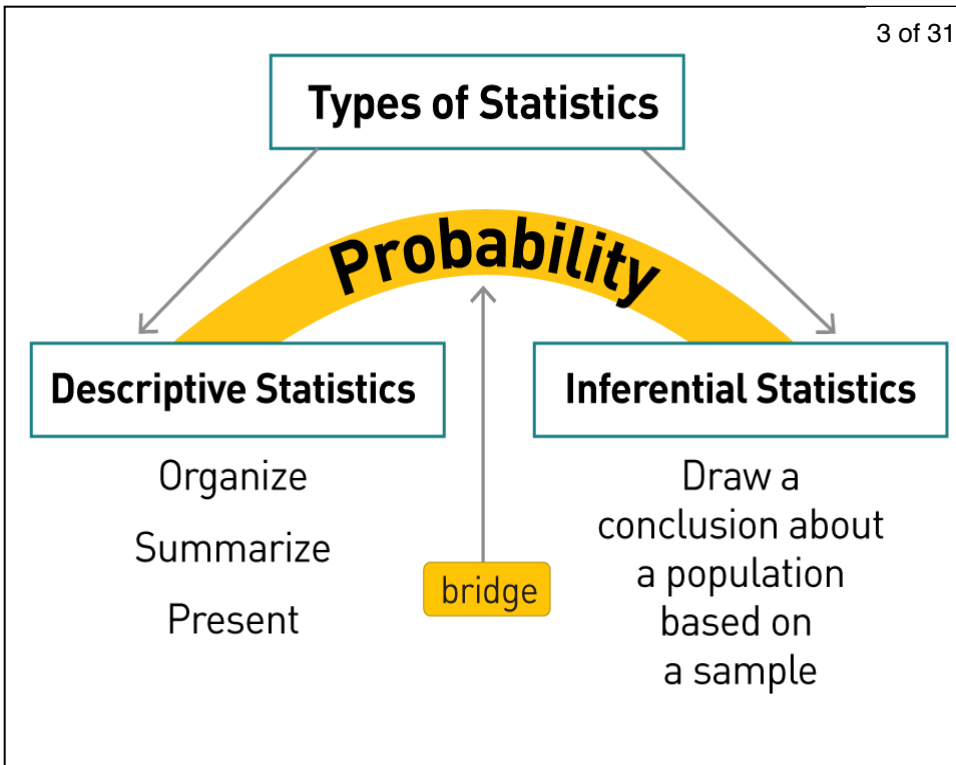 3 of 31
Types of Statistics
Probability
Descriptive Statistics
Organize
Summarize
Present
bridge
Inferential Statistics
Draw a
conclusion about
a population
based on
a sample